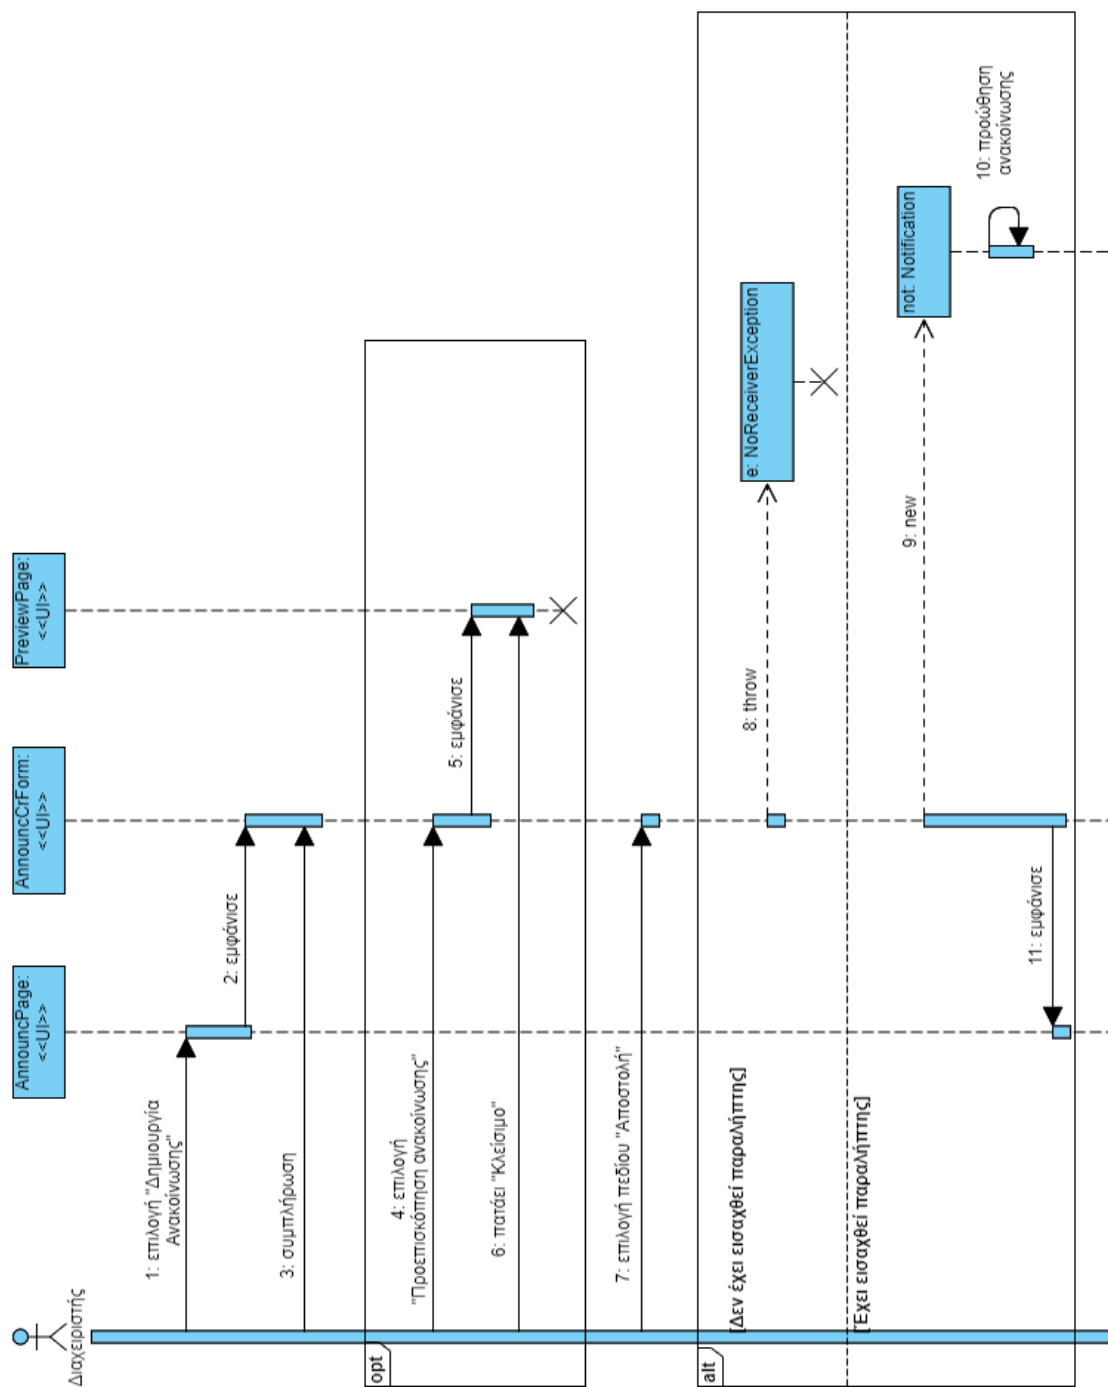 Διαχειριστής
AnnouncPage:
<<UI>>
AnnouncCrForm:
<<UI>>
PreviewPage:
<<UI>>
1: επιλογή "Δημιουργία
Ανακοίνωσης"
2: εμφάνισε
3: συμπλήρωση
opt
4: επιλογή
"Προεπισκόπηση ανακοίνωσης"
5: εμφάνισε
6: πατάει "Κλείσιμο"
7: επιλογή πεδίου "Αποστολή"
alt
[Δεν έχει εισαχθεί παραλήπτης]
8: throw
e: NoReceiverException
[Έχει εισαχθεί παραλήπτης]
9: new
not: Notification
10: προώθηση
ανακοίνωσης
11: εμφάνισε